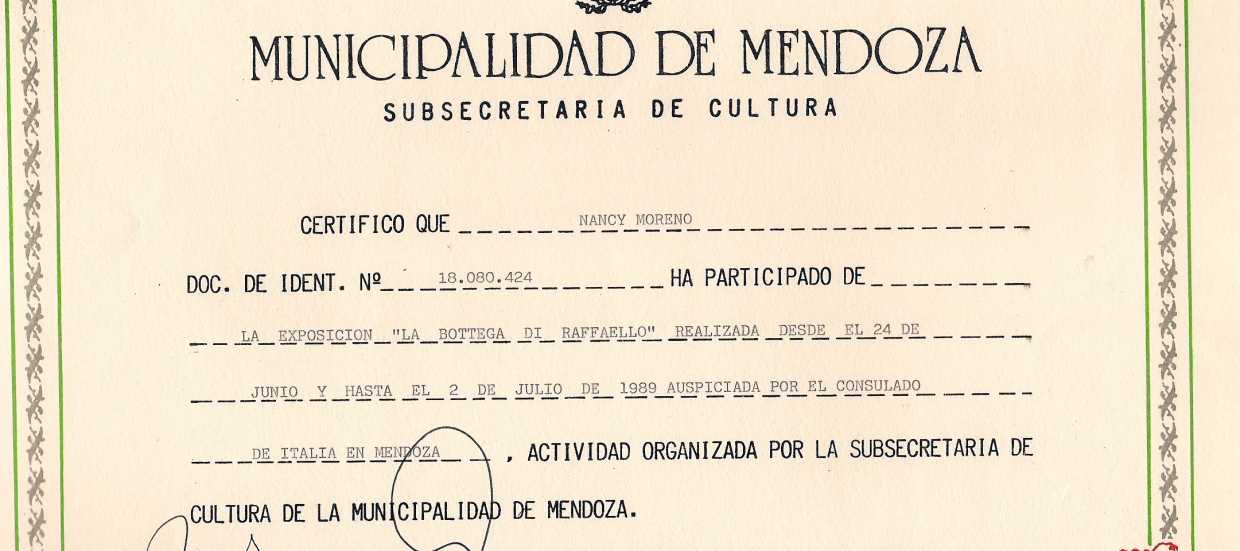 MUNICIPALIDAD DE MENDOZA
SUBSECRETARIA DE CULTURA
CERTIFICO QUE NANCY MORENO
DOC. DE IDENT. Nº 18.080.424 HA PARTICIPADO DE
LA EXPOSICION "LA BOTTEGA DI RAFFAELLO" REALIZADA DESDE EL 24 DE
JUNIO Y HASTA EL 2 DE JULIO DE 1989 AUSPICIADA POR EL CONSULADO
DE ITALIA EN MENDOZA , ACTIVIDAD ORGANIZADA POR LA SUBSECRETARIA DE
CULTURA DE LA MUNICIPALIDAD DE MENDOZA.